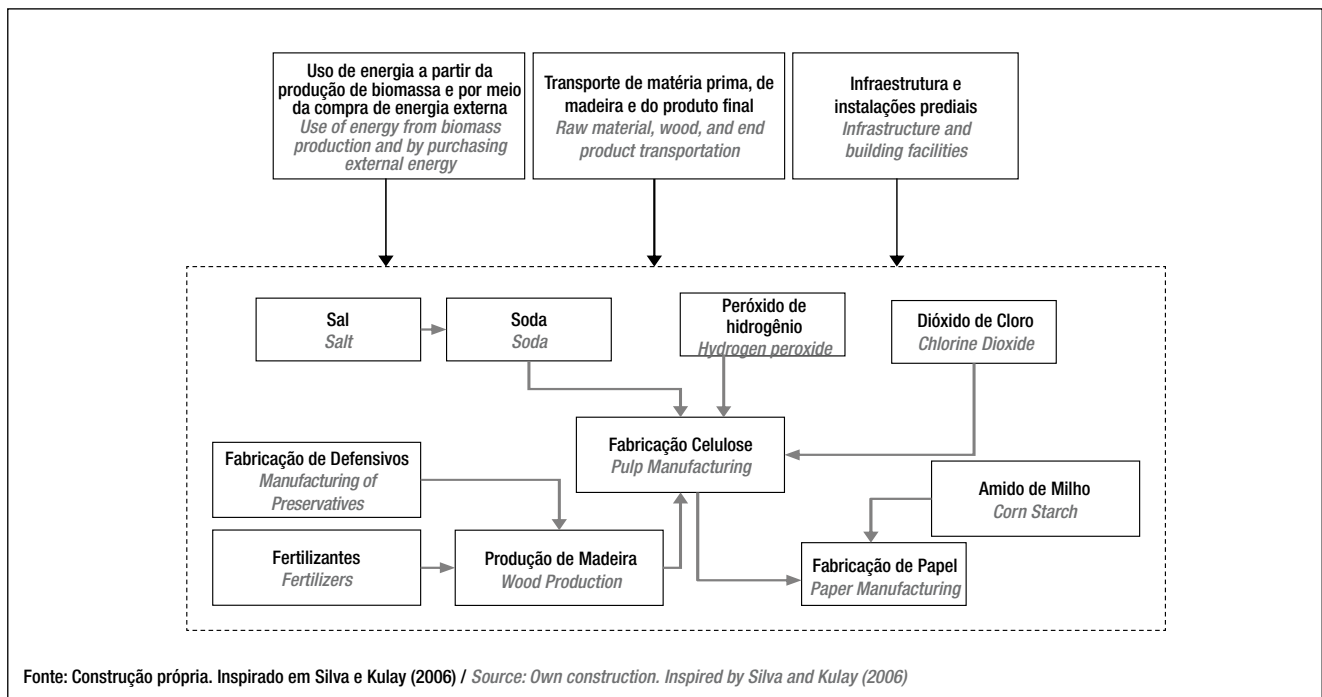 Uso de energia a partir da
produção de biomassa e por meio
da compra de energia externa
Use of energy from biomass
production and by purchasing
external energy
Transporte de matéria prima, de
madeira e do produto final
Raw material, wood, and end
product transportation
Infraestrutura e
instalações prediais
Infrastructure and
building facilities
Sal
Salt
Soda
Soda
Peróxido de
hidrogênio
Hydrogen peroxide
Dióxido de Cloro
Chlorine Dioxide
Fabricação Celulose
Pulp Manufacturing
Fabricação de Defensivos
Manufacturing of
Preservatives
Amido de Milho
Corn Starch
Fertilizantes
Fertilizers
Produção de Madeira
Wood Production
Fabricação de Papel
Paper Manufacturing
Fonte: Construção própria. Inspirado em Silva e Kulay (2006) / Source: Own construction. Inspired by Silva and Kulay (2006)